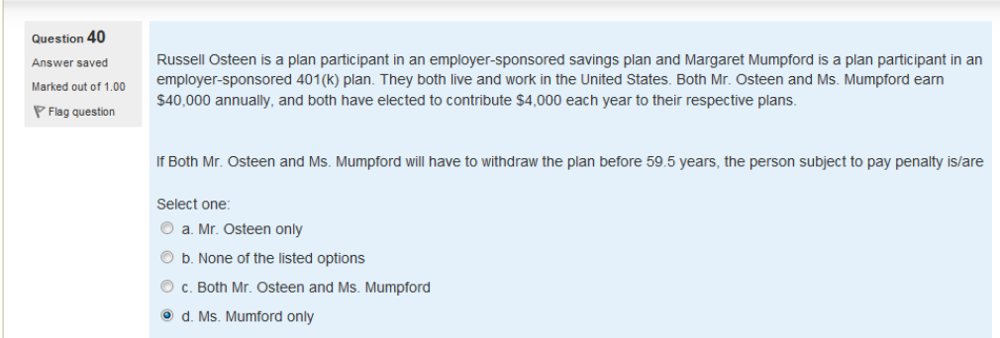 Question 40
Answer saved
Marked out of 1.00
Flag question
Russell Osteen is a plan participant in an employer-sponsored savings plan and Margaret Mumpford is a plan participant in an
employer-sponsored 401(k) plan. They both live and work in the United States. Both Mr. Osteen and Ms. Mumpford earn
$40,000 annually, and both have elected to contribute $4,000 each year to their respective plans.
If Both Mr. Osteen and Ms. Mumpford will have to withdraw the plan before 59.5 years, the person subject to pay penalty is/are
Select one:
a. Mr. Osteen only
b. None of the listed options
c. Both Mr. Osteen and Ms. Mumpford
d. Ms. Mumford only